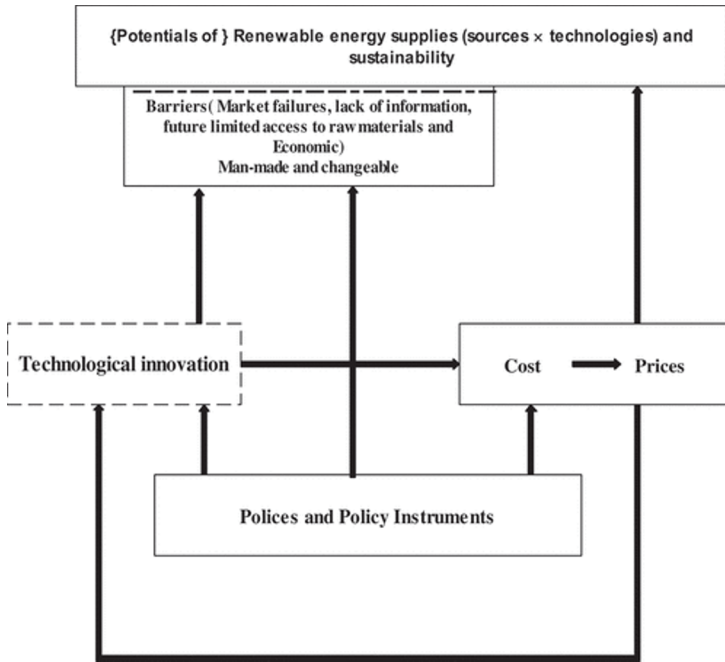 {Potentials of } Renewable energy supplies (sources × technologies) and
sustainability
Barriers( Market failures, lack of information,
future limited access to raw materials and
Economic)
Man-made and changeable
Technological innovation
Cost
Prices
Polices and Policy Instruments